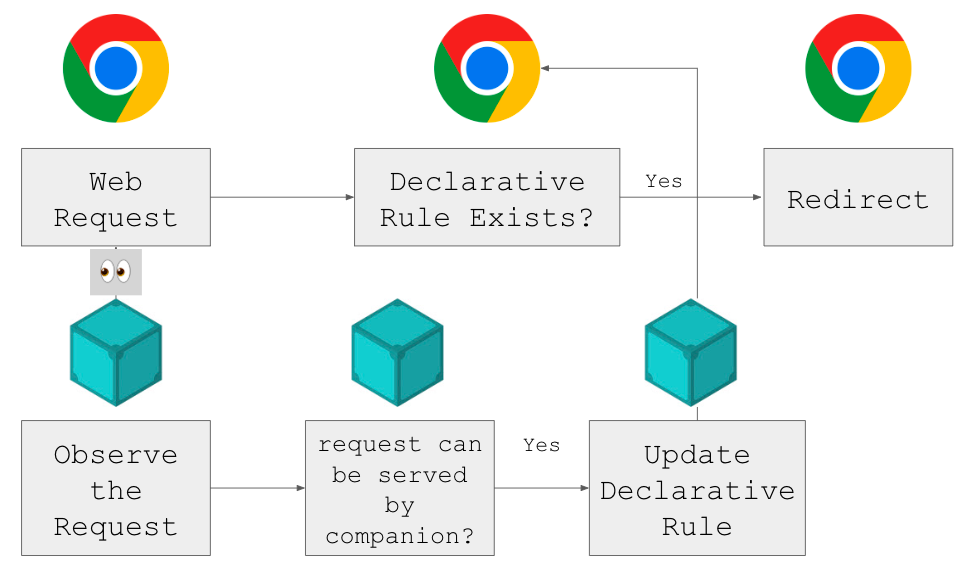 Web
Request
Declarative
Rule Exists?
Yes
Redirect
Observe
the
Request
request can
be served
by
companion?
Yes
Update
Declarative
Rule